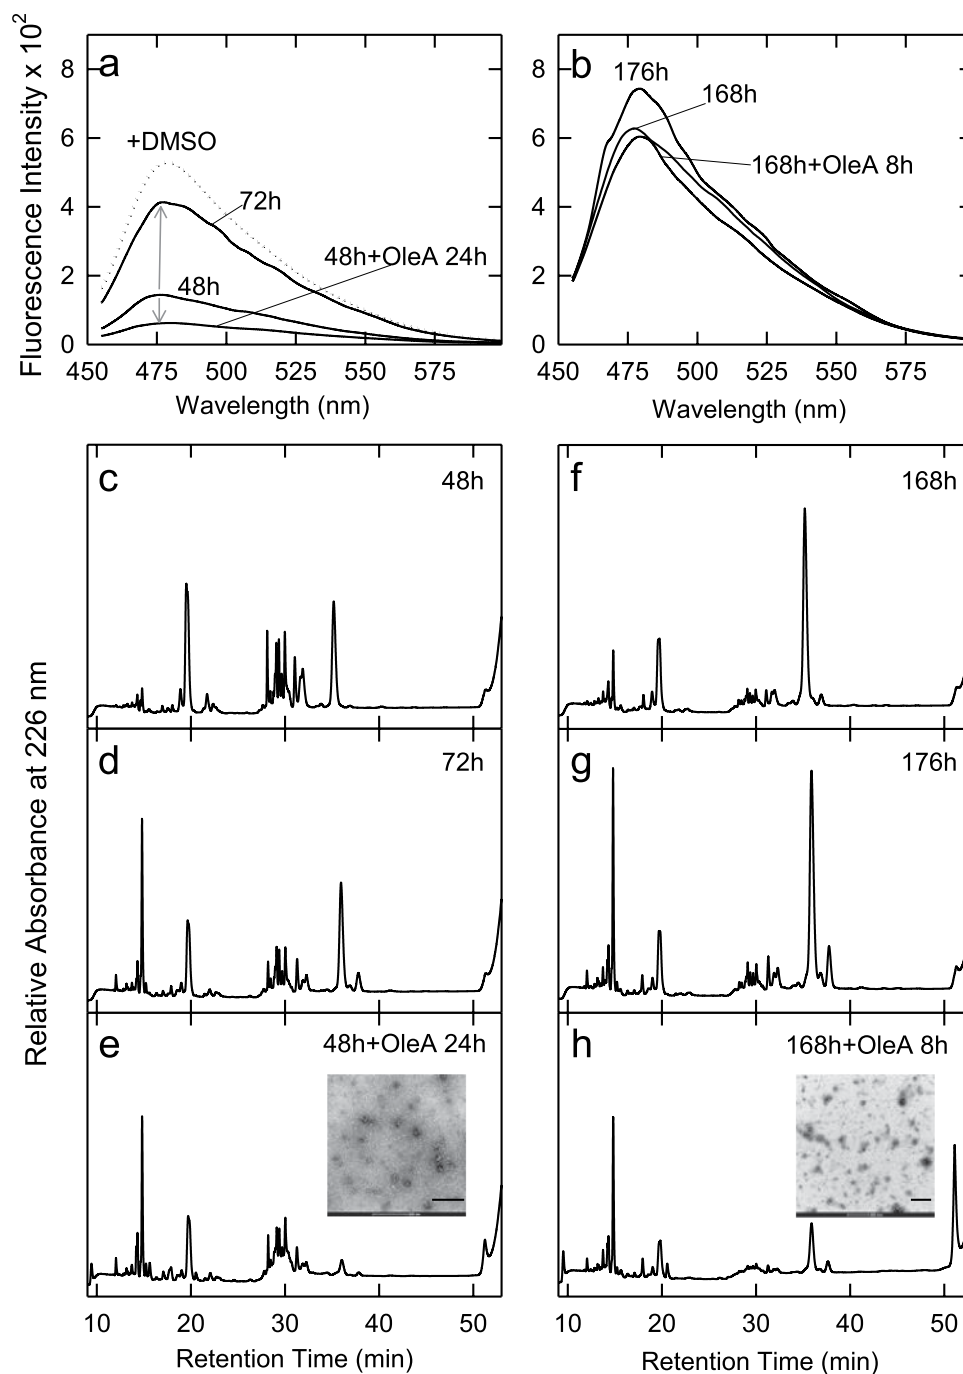 Fluorescence Intensity x 10²
a
+DMSO
72h
48h+OleA 24h
48h
0
2
4
6
8
450
475
500
525
550
575
Wavelength (nm)
b
176h
168h
168h+OleA 8h
0
2
4
6
8
450
475
500
525
550
575
Wavelength (nm)
Relative Absorbance at 226 nm
c
48h
d
72h
e
48h+OleA 24h
10
20
30
40
50
Retention Time (min)
f
168h
g
176h
h
168h+OleA 8h
10
20
30
40
50
Retention Time (min)